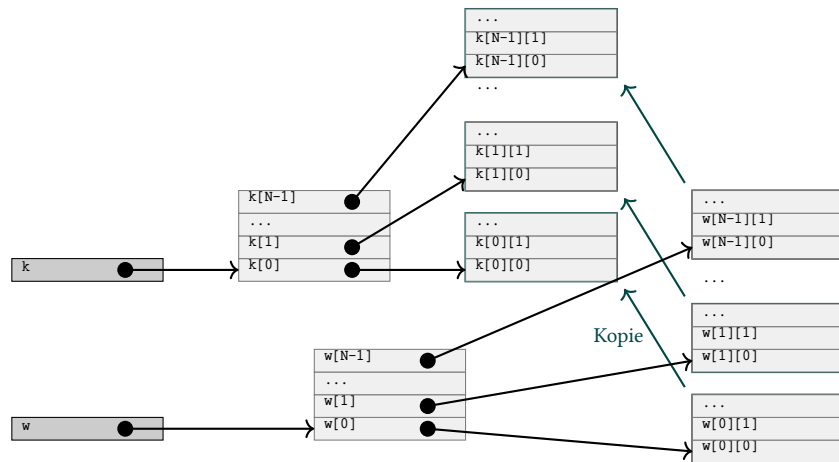 ...
k[N-1][1]
k[N-1][0]
...
...
k[1][1]
k[1][0]
k[N-1]
...
k[1]
k[0]
...
k[0][1]
k[0][0]
k
...
w[N-1][1]
w[N-1][0]
...
...
w[1][1]
w[1][0]
Kopie
w[N-1]
...
w[1]
w[0]
w
...
w[0][1]
w[0][0]